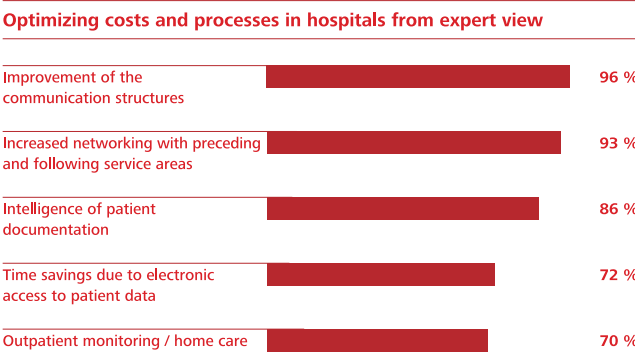 Optimizing costs and processes in hospitals from expert view
Improvement of the
communication structures
96 %
Increased networking with preceding
and following service areas
93 %
Intelligence of patient
documentation
86 %
Time savings due to electronic
access to patient data
72 %
Outpatient monitoring / home care
70 %